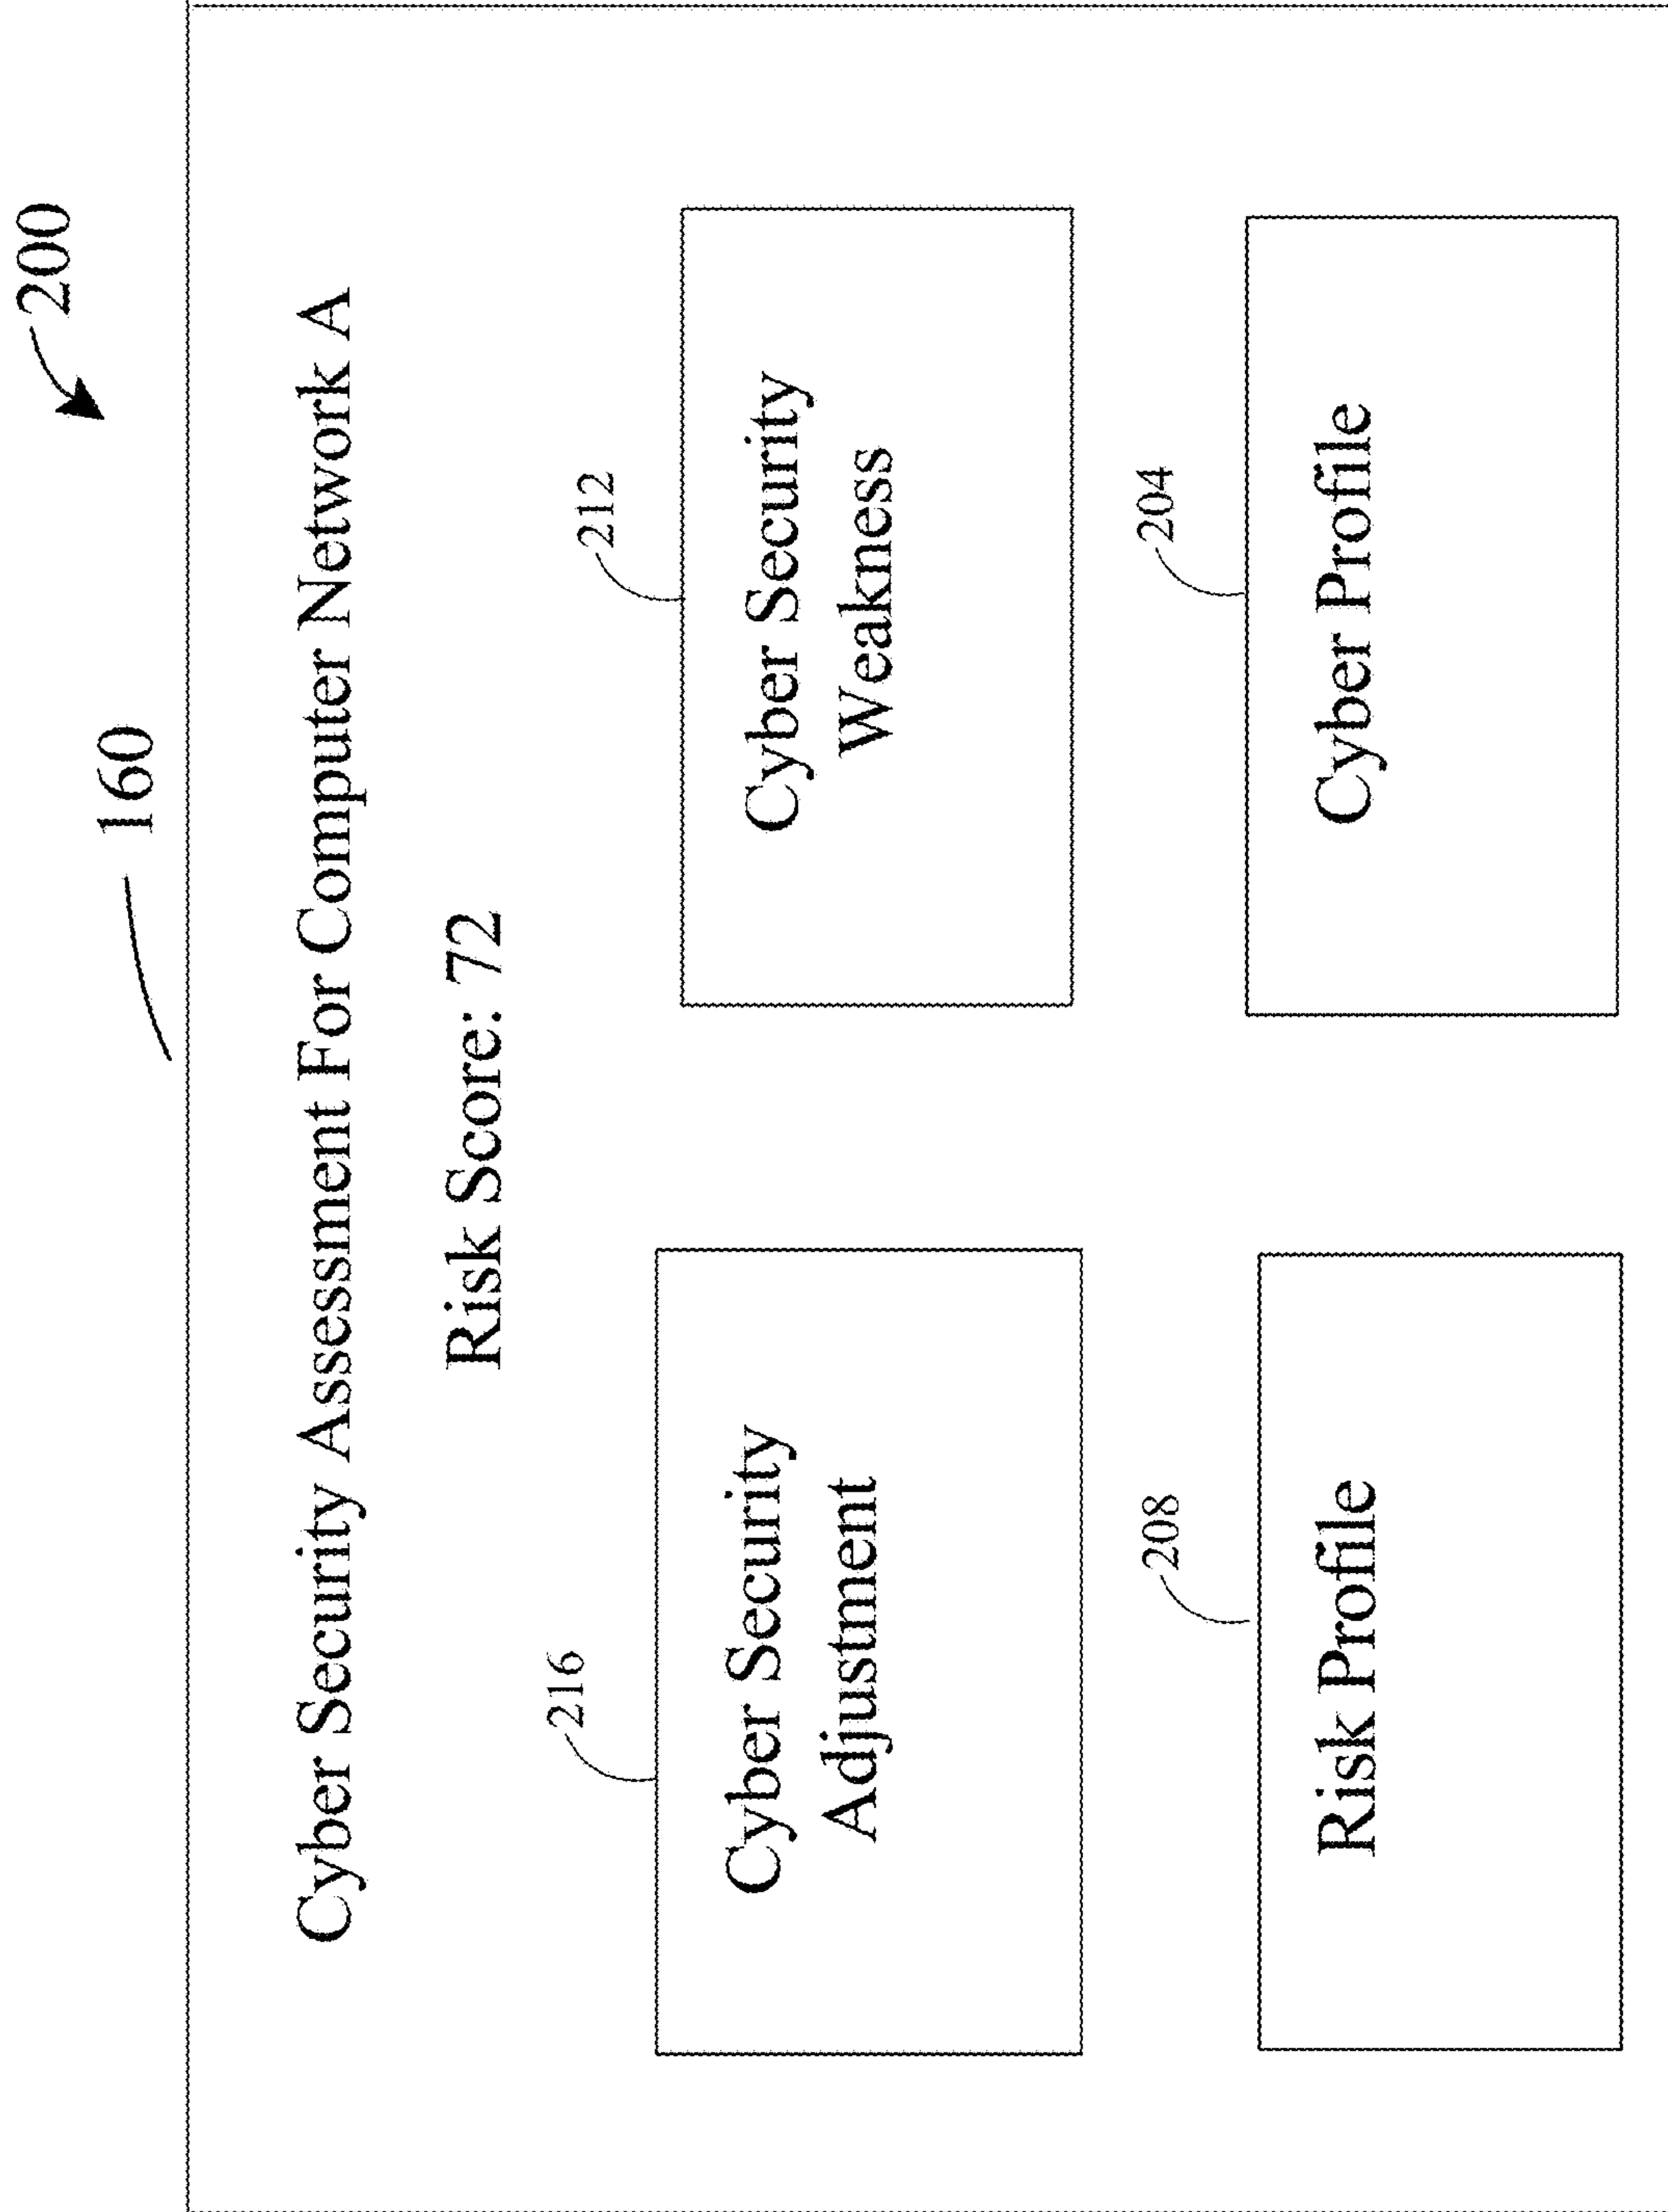 200
160
Cyber Security Assessment For Computer Network A
Risk Score: 72
216
Cyber Security
Adjustment
212
Cyber Security
Weakness
208
Risk Profile
204
Cyber Profile